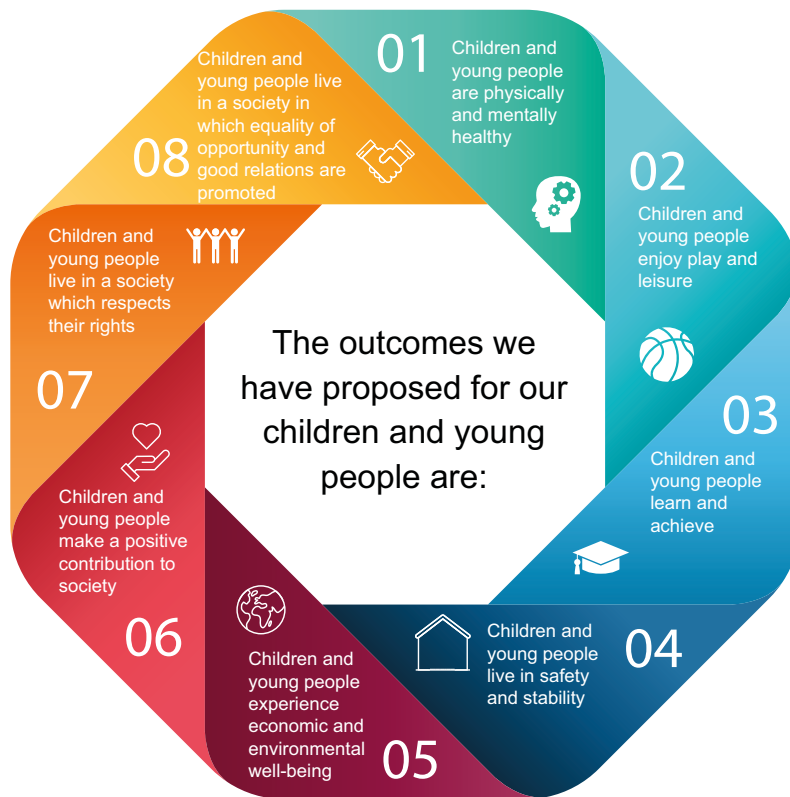 The outcomes we
have proposed for our
children and young
people are:
01
Children and
young people
are physically
and mentally
healthy
02
Children and
young people
enjoy play and
leisure
03
Children and
young people
learn and
achieve
04
Children and
young people
live in safety
and stability
05
Children and
young people
experience
economic and
environmental
well-being
06
Children and
young people
make a positive
contribution to
society
07
Children and
young people
live in a society
which respects
their rights
08
Children and
young people live
in a society in
which equality of
opportunity and
good relations are
promoted